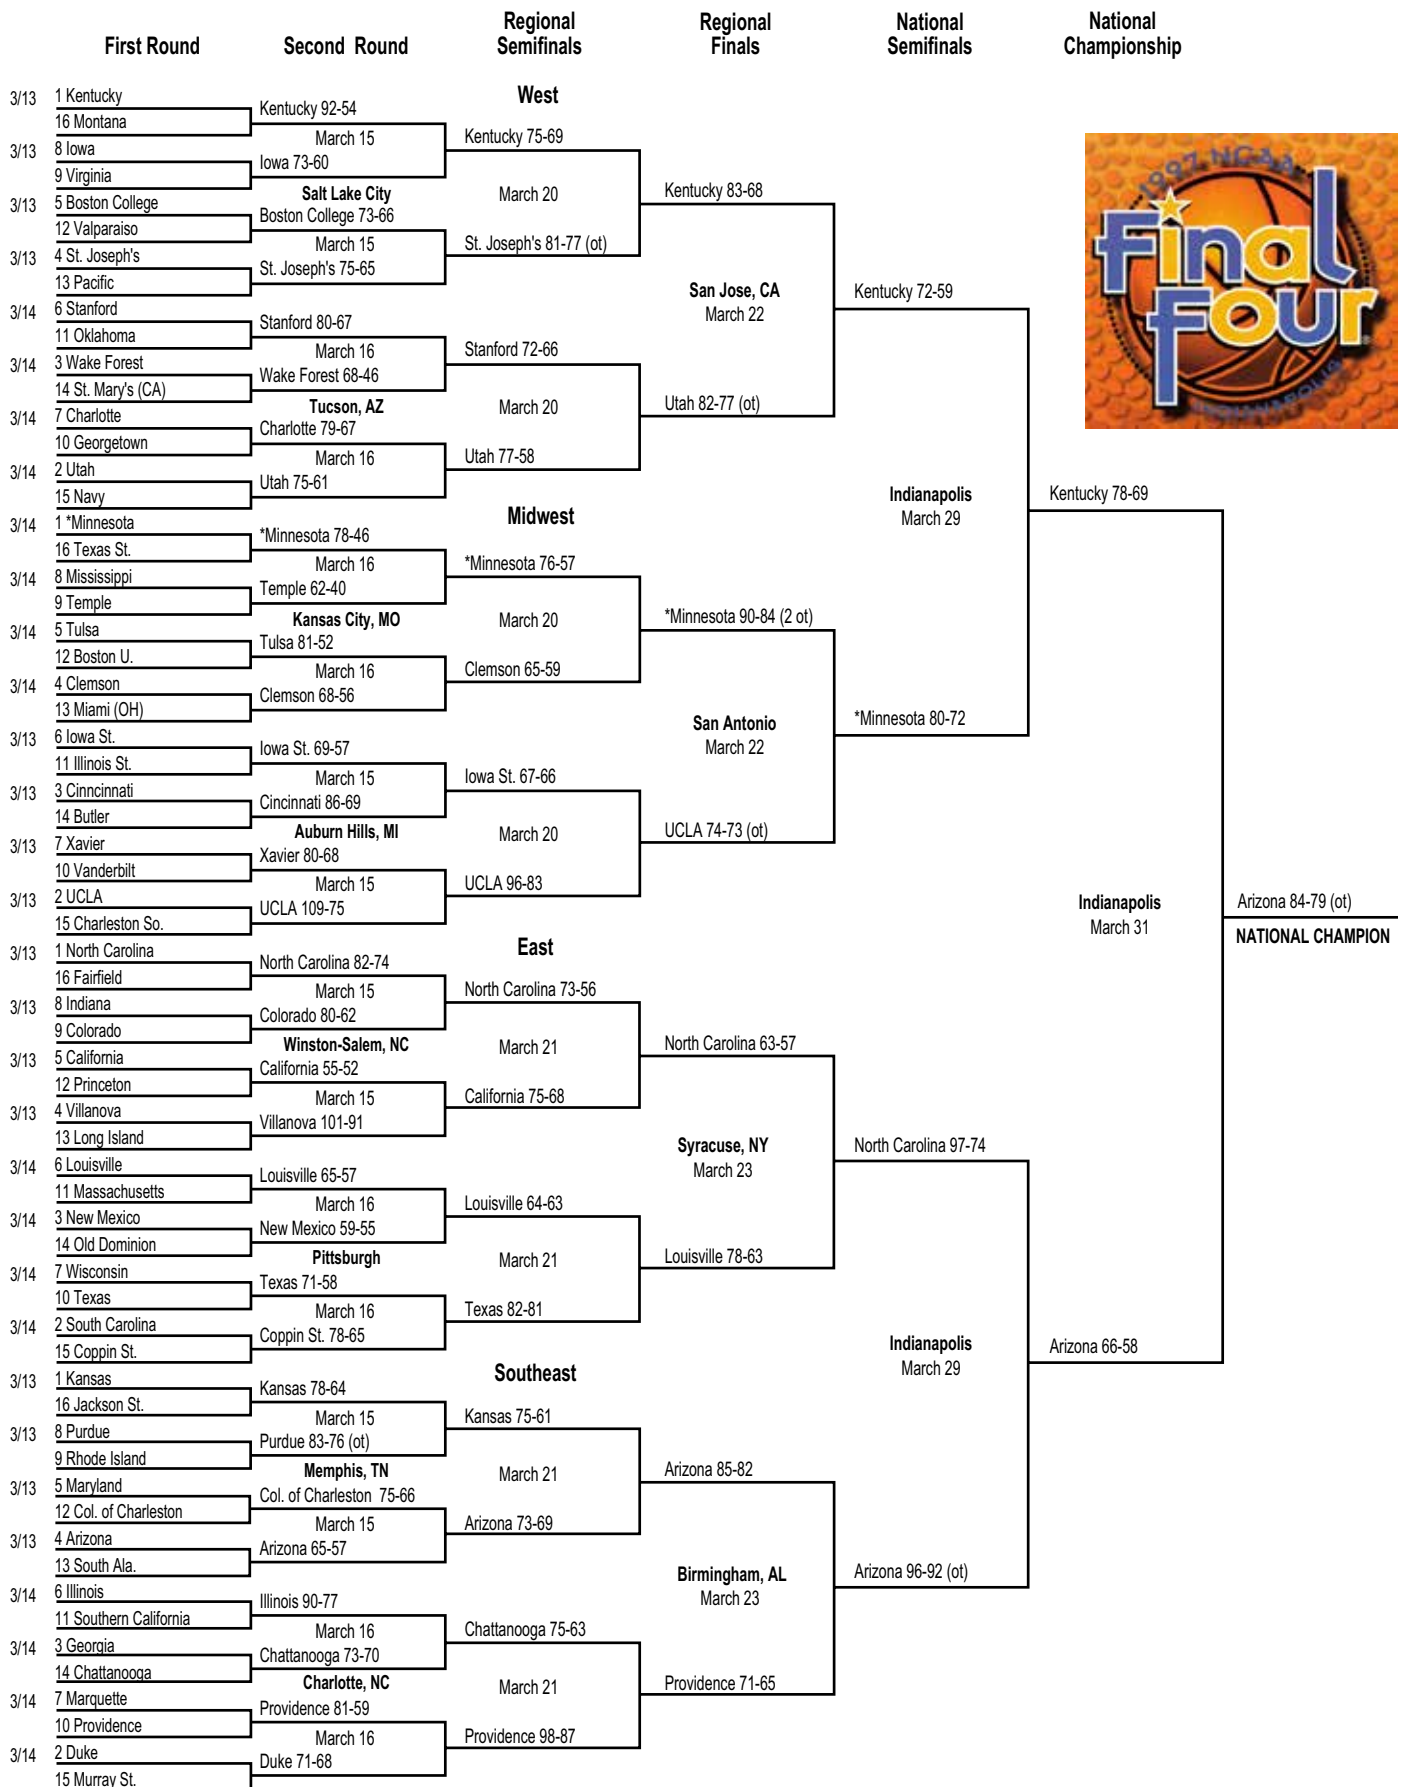 First Round
Second Round
Regional
Semifinals
Regional
Finals
National
Semifinals
National
Championship
West
3/13 1 Kentucky
16 Montana
3/13 8 Iowa
9 Virginia
3/13 5 Boston College
12 Valparaiso
3/13 4 St. Joseph's
13 Pacific
3/14 6 Stanford
11 Oklahoma
3/14 3 Wake Forest
14 St. Mary's (CA)
3/14 7 Charlotte
10 Georgetown
3/14 2 Utah
15 Navy
Kentucky 92-54
March 15
Iowa 73-60
Salt Lake City
Boston College 73-66
March 15
St. Joseph's 75-65
Stanford 80-67
March 16
Wake Forest 68-46
Tucson, AZ
Charlotte 79-67
March 16
Utah 75-61
Kentucky 75-69
March 20
St. Joseph's 81-77 (ot)
Stanford 72-66
March 20
Utah 77-58
Kentucky 83-68
San Jose, CA
March 22
Utah 82-77 (ot)
Kentucky 72-59
Midwest
3/14 1 *Minnesota
16 Texas St.
3/14 8 Mississippi
9 Temple
3/14 5 Tulsa
12 Boston U.
3/14 4 Clemson
13 Miami (OH)
3/13 6 Iowa St.
11 Illinois St.
3/13 3 Cinncinnati
14 Butler
3/13 7 Xavier
10 Vanderbilt
3/13 2 UCLA
15 Charleston So.
*Minnesota 78-46
March 16
Temple 62-40
Kansas City, MO
Tulsa 81-52
March 16
Clemson 68-56
Iowa St. 69-57
March 15
Cincinnati 86-69
Auburn Hills, MI
Xavier 80-68
March 15
UCLA 109-75
*Minnesota 76-57
March 20
Clemson 65-59
Iowa St. 67-66
March 20
UCLA 96-83
*Minnesota 90-84 (2 ot)
San Antonio
March 22
UCLA 74-73 (ot)
*Minnesota 80-72
East
3/13 1 North Carolina
16 Fairfield
3/13 8 Indiana
9 Colorado
3/13 5 California
12 Princeton
3/13 4 Villanova
13 Long Island
3/14 6 Louisville
11 Massachusetts
3/14 3 New Mexico
14 Old Dominion
3/14 7 Wisconsin
10 Texas
3/14 2 South Carolina
15 Coppin St.
North Carolina 82-74
March 15
Colorado 80-62
Winston-Salem, NC
California 55-52
March 15
Villanova 101-91
Louisville 65-57
March 16
New Mexico 59-55
Pittsburgh
Texas 71-58
March 16
Coppin St. 78-65
North Carolina 73-56
March 21
California 75-68
Louisville 64-63
March 21
Texas 82-81
North Carolina 63-57
Syracuse, NY
March 23
Louisville 78-63
North Carolina 97-74
Southeast
3/13 1 Kansas
16 Jackson St.
3/13 8 Purdue
9 Rhode Island
3/13 5 Maryland
12 Col. of Charleston
3/13 4 Arizona
13 South Ala.
3/14 6 Illinois
11 Southern California
3/14 3 Georgia
14 Chattanooga
3/14 7 Marquette
10 Providence
3/14 2 Duke
15 Murray St.
Kansas 78-64
March 15
Purdue 83-76 (ot)
Memphis, TN
Col. of Charleston 75-66
March 15
Arizona 65-57
Illinois 90-77
March 16
Chattanooga 73-70
Charlotte, NC
Providence 81-59
March 16
Duke 71-68
Kansas 75-61
March 21
Arizona 73-69
Chattanooga 75-63
March 21
Providence 98-87
Arizona 85-82
Birmingham, AL
March 23
Providence 71-65
Arizona 96-92 (ot)
Indianapolis
March 29
Kentucky 78-69
Indianapolis
March 29
Arizona 66-58
Indianapolis
March 31
Arizona 84-79 (ot)
NATIONAL CHAMPION
1997 NCAA
Final
Four
INDIANAPOLIS